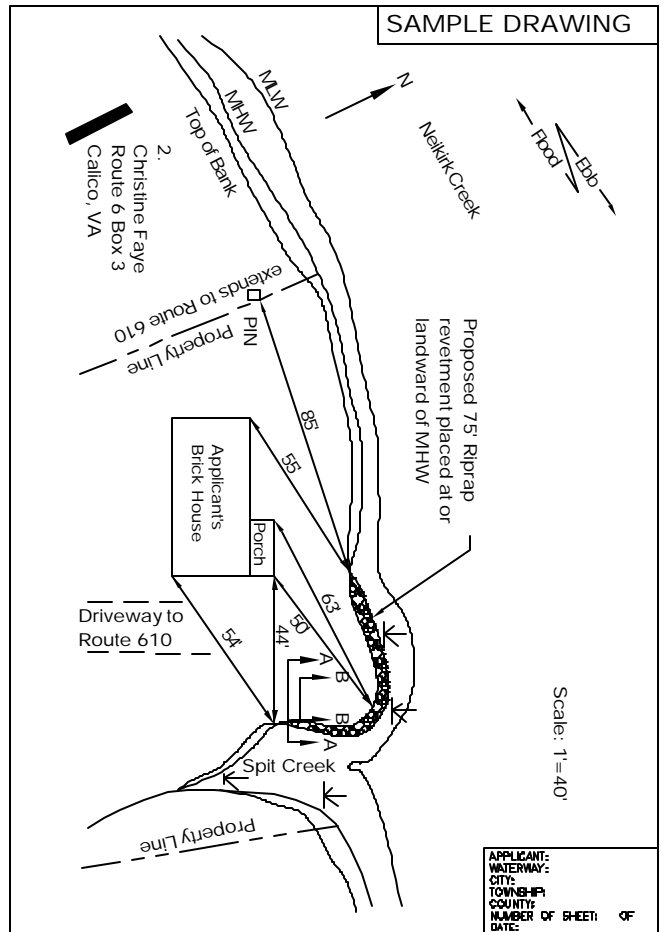 SAMPLE DRAWING
MLW
MHW
Top of Bank
N
Neikirk Creek
Flood
Ebb
2.
Christine Faye
Route 6 Box 3
Calico, VA
extends to Route 610
Property Line
PIN
Proposed 75' Riprap
revetment placed at or
landward of MHW
85'
55'
Applicant's
Brick House
Porch
63'
50'
44'
54'
Driveway to
Route 610
A
B
B
A
Spit Creek
Property Line
Scale: 1'=40'
APPLICANT:
WATERWAY:
CITY:
TOWNSHIP:
COUNTY:
NUMBER OF SHEET: OF
DATE: